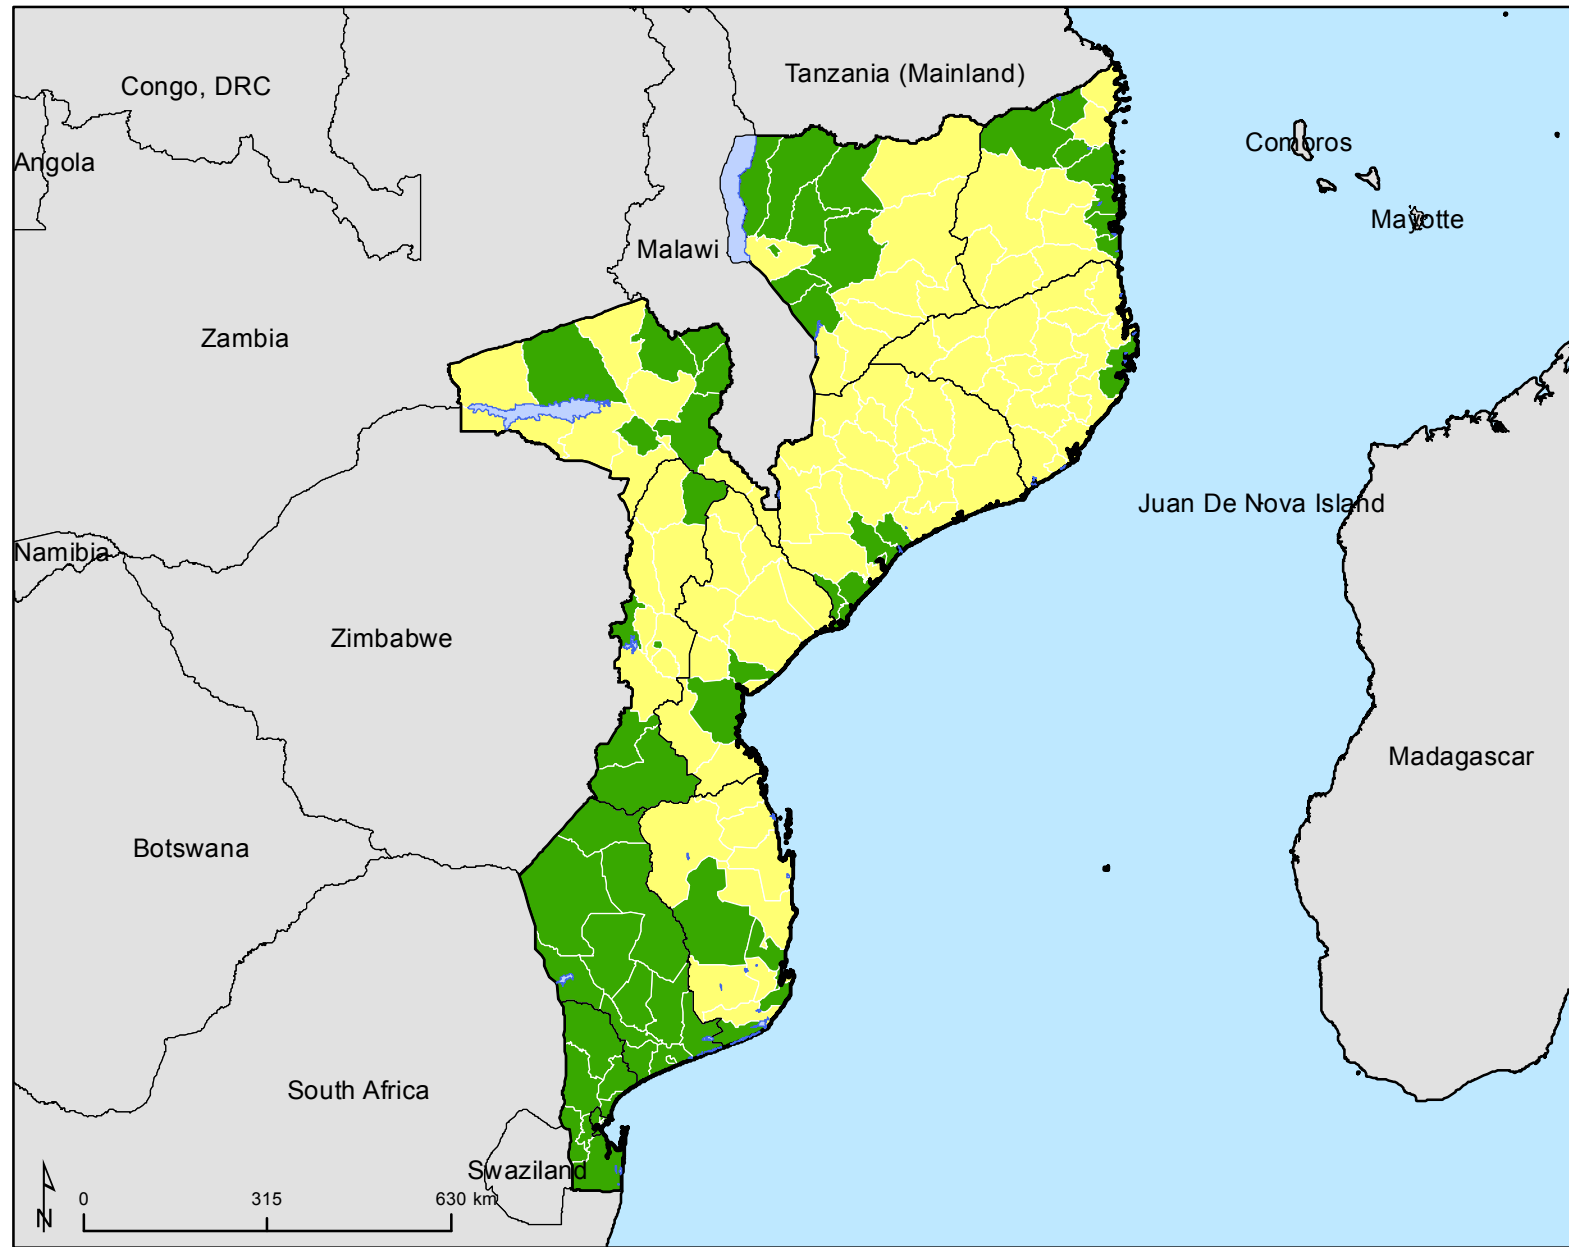 Tanzania (Mainland)
Congo, DRC
Angola
Comoros
Mayotte
Malawi
Zambia
Juan De Nova Island
Namibia
Zimbabwe
Madagascar
Botswana
South Africa
Swaziland
0 315 630 km
N